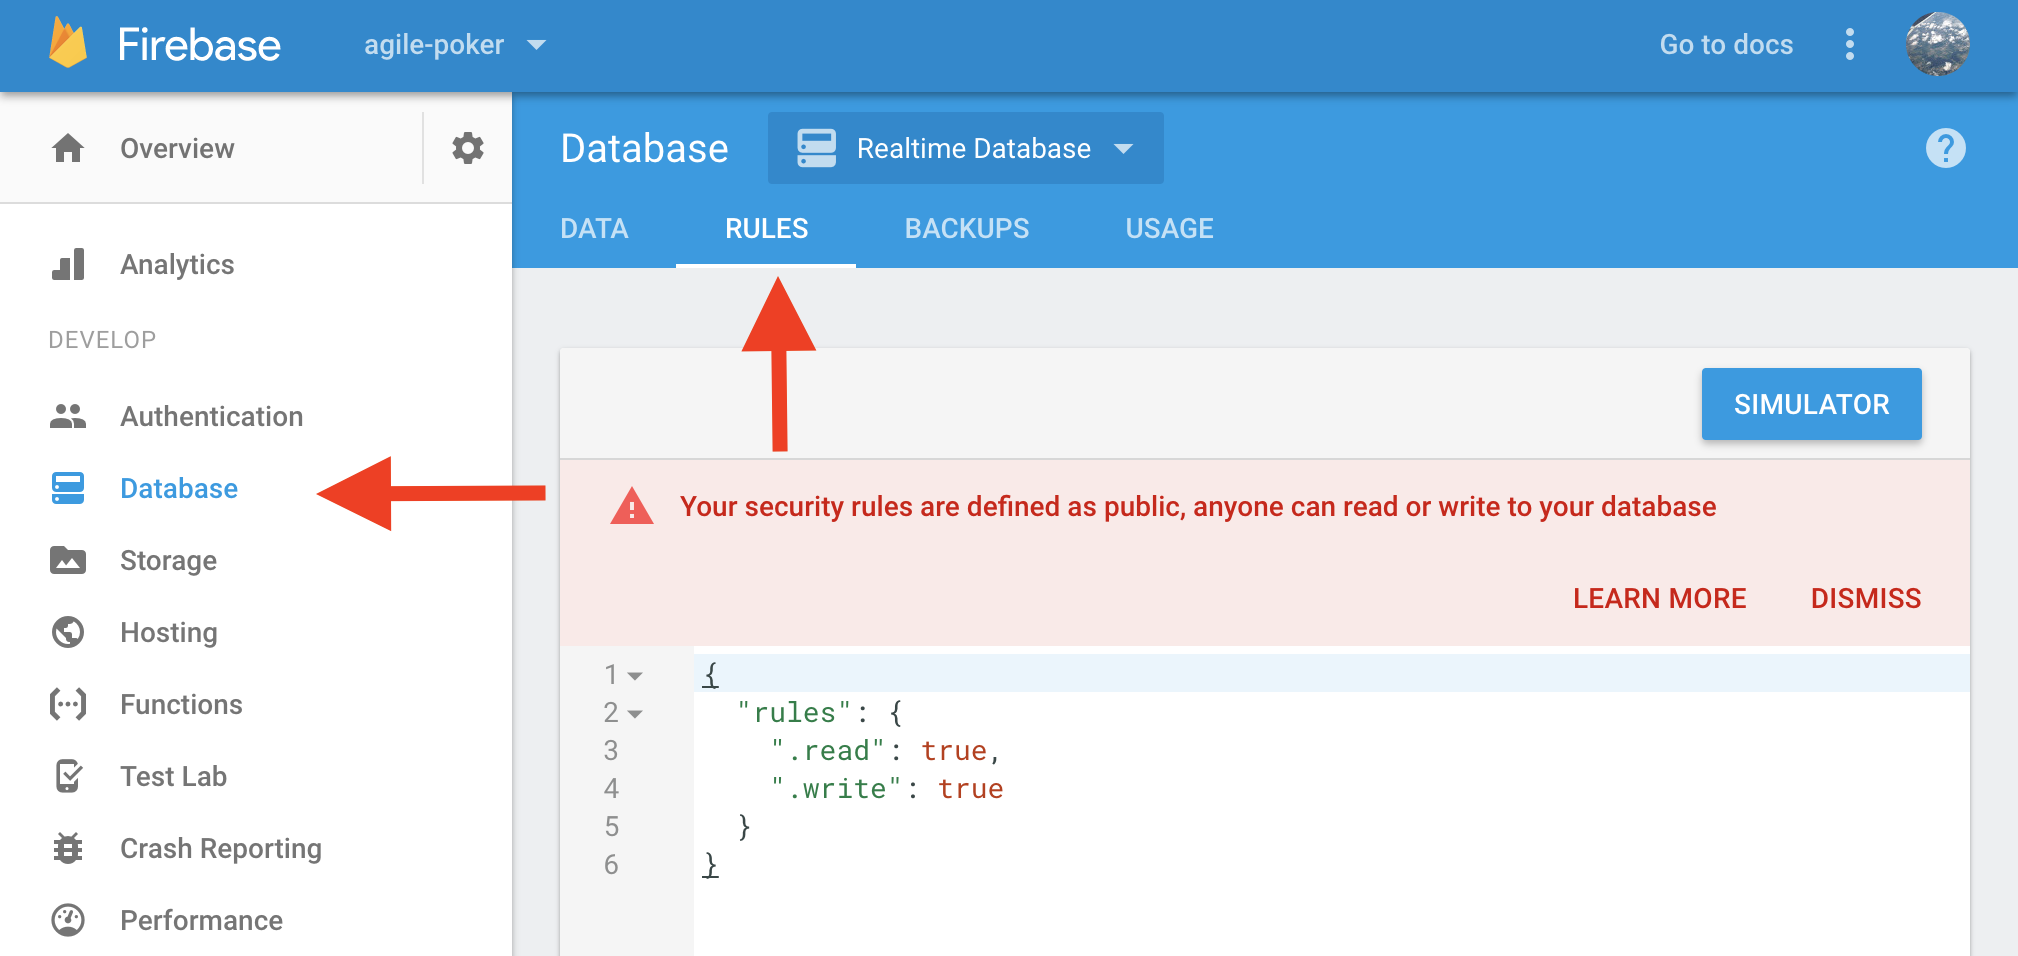 Firebase
agile-poker
Go to docs
Overview
Database
Realtime Database
?
DATA
RULES
BACKUPS
USAGE
Analytics
DEVELOP
Authentication
Database
Storage
Hosting
Functions
Test Lab
Crash Reporting
Performance
SIMULATOR
Your security rules are defined as public, anyone can read or write to your database
LEARN MORE
DISMISS
1 {
2 "rules": {
3 ".read": true,
4 ".write": true
5 }
6 }